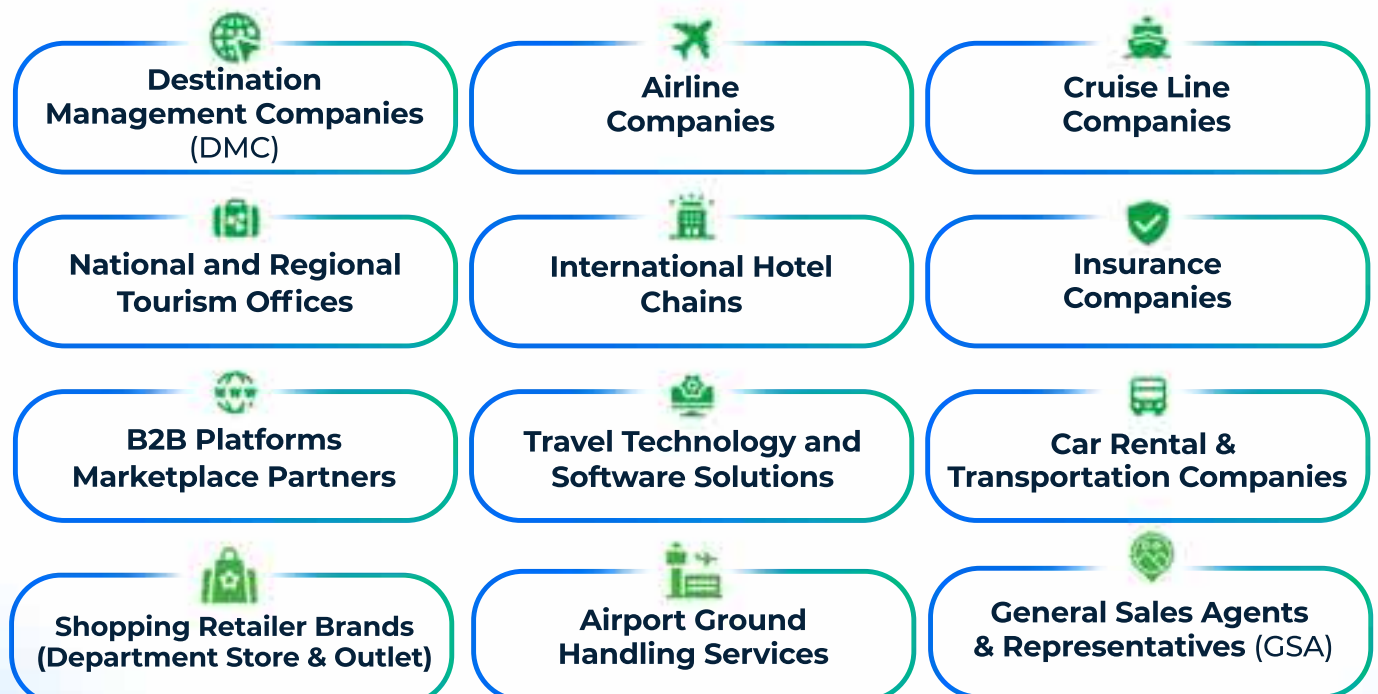 Destination
Management Companies
(DMC)
Airline
Companies
Cruise Line
Companies
National and Regional
Tourism Offices
International Hotel
Chains
Insurance
Companies
WWW
B2B Platforms
Marketplace Partners
Travel Technology and
Software Solutions
Car Rental &
Transportation Companies
Shopping Retailer Brands
(Department Store & Outlet)
Airport Ground
Handling Services
General Sales Agents
& Representatives (GSA)